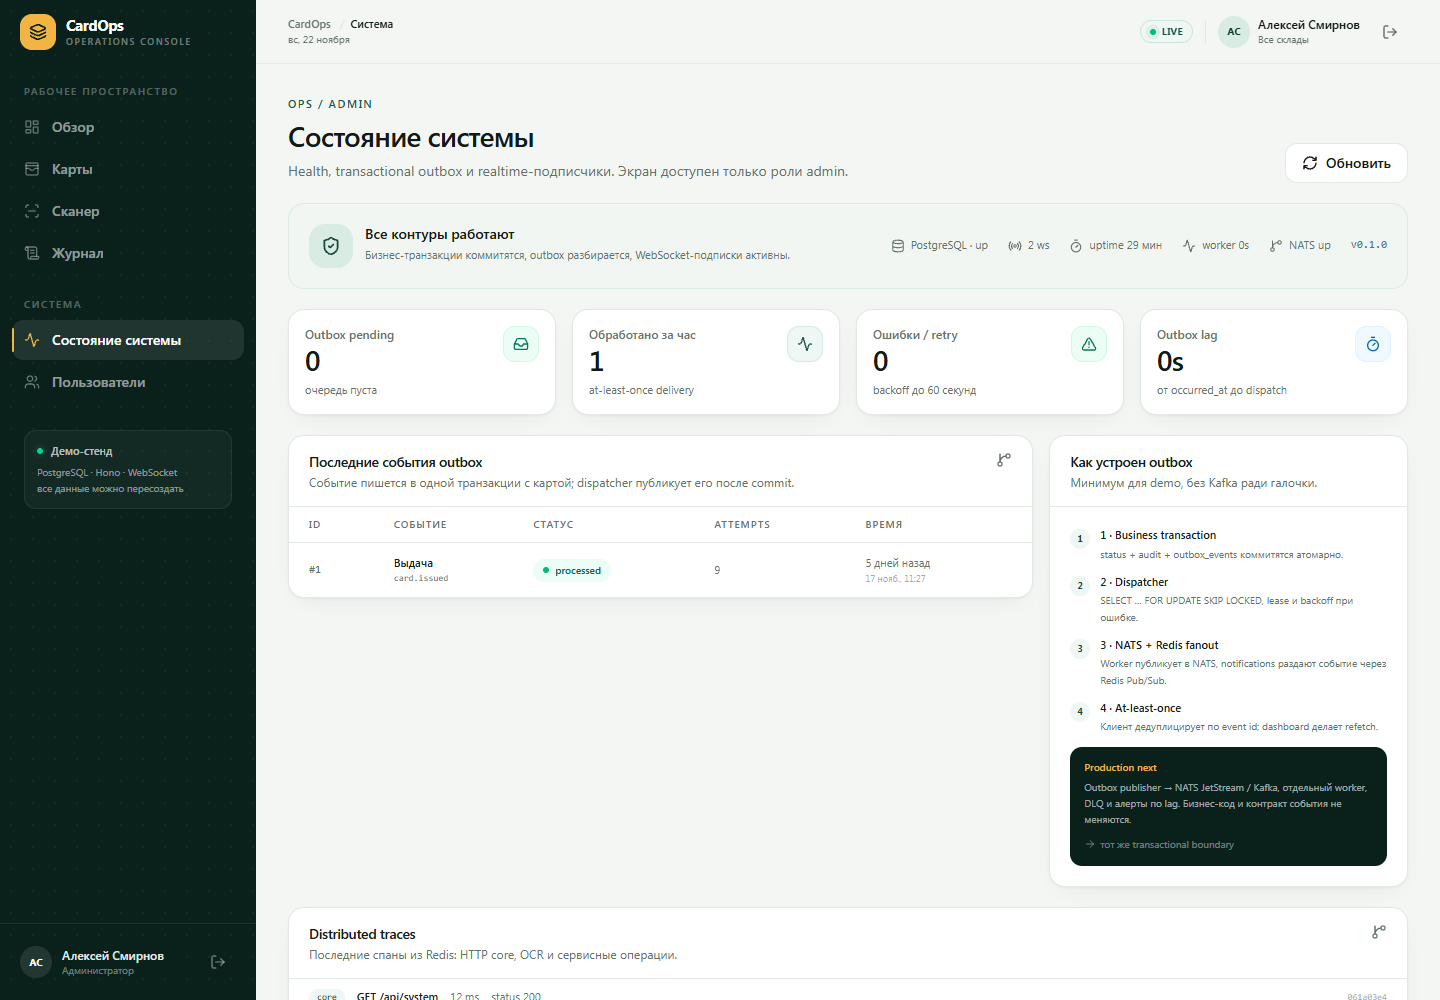 CardOps
OPERATIONS CONSOLE
РАБОЧЕЕ ПРОСТРАНСТВО
Обзор
Карты
Сканер
Журнал
СИСТЕМА
Состояние системы
Пользователи
Демо-стенд
PostgreSQL · Hono · WebSocket
все данные можно пересоздать
АС
Алексей Смирнов
Администратор
CardOps / Система
вс, 22 ноября
LIVE
АС
Алексей Смирнов
Все склады
OPS / ADMIN
Состояние системы
Health, transactional outbox и realtime-подписчики. Экран доступен только роли admin.
Обновить
Все контуры работают
Бизнес-транзакции коммитятся, outbox разбирается, WebSocket-подписки активны.
PostgreSQL · up
2 ws
uptime 29 мин
worker 0s
NATS up
v0.1.0
Outbox pending
0
очередь пуста
Обработано за час
1
at-least-once delivery
Ошибки / retry
0
backoff до 60 секунд
Outbox lag
0s
от occurred_at до dispatch
Последние события outbox
Событие пишется в одной транзакции с картой; dispatcher публикует его после commit.
ID СОБЫТИЕ СТАТУС ATTEMPTS ВРЕМЯ
#1 Выдача processed 9 5 дней назад
card.issued 17 нояб., 11:27
Как устроен outbox
Минимум для demo, без Kafka ради галочки.
1
1 · Business transaction
status + audit + outbox_events коммитятся атомарно.
2
2 · Dispatcher
SELECT … FOR UPDATE SKIP LOCKED, lease и backoff при
ошибке.
3
3 · NATS + Redis fanout
Worker публикует в NATS, notifications раздают событие через
Redis Pub/Sub.
4
4 · At-least-once
Клиент дедуплицирует по event id; dashboard делает refetch.
Production next
Outbox publisher → NATS JetStream / Kafka, отдельный worker,
DLQ и алерты по lag. Бизнес-код и контракт события не
меняются.
→ тот же transactional boundary
Distributed traces
Последние спаны из Redis: HTTP core, OCR и сервисные операции.
core GET /api/system 12 ms status 200 061a03e4